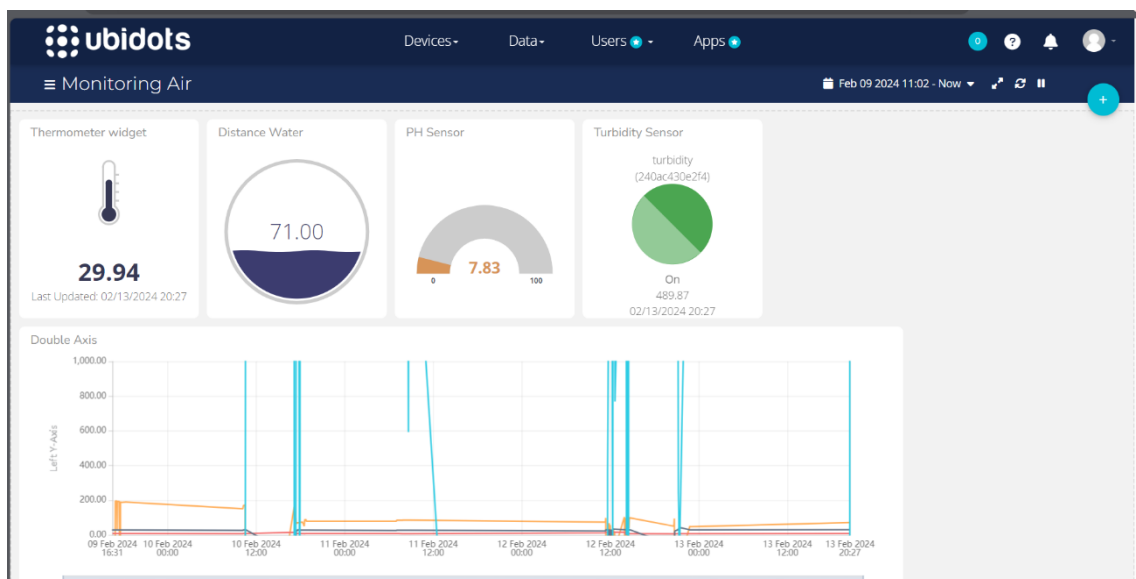 ubidots
Devices Data Users Apps 0 ?
Monitoring Air
Feb 09 2024 11:02 - Now
+
Thermometer widget
29.94
Last Updated: 02/13/2024 20:27
Distance Water
71.00
PH Sensor
7.83
0 100
Turbidity Sensor
turbidity
(240ac430e2f4)
On
489.87
02/13/2024 20:27
Double Axis
Left Y-Axis
1,000.00
800.00
600.00
400.00
200.00
0.00
09 Feb 2024 10 Feb 2024 10 Feb 2024 11 Feb 2024 11 Feb 2024 12 Feb 2024 12 Feb 2024 13 Feb 2024 13 Feb 2024 13 Feb 2024
16:31 00:00 12:00 00:00 12:00 00:00 12:00 00:00 12:00 20:27